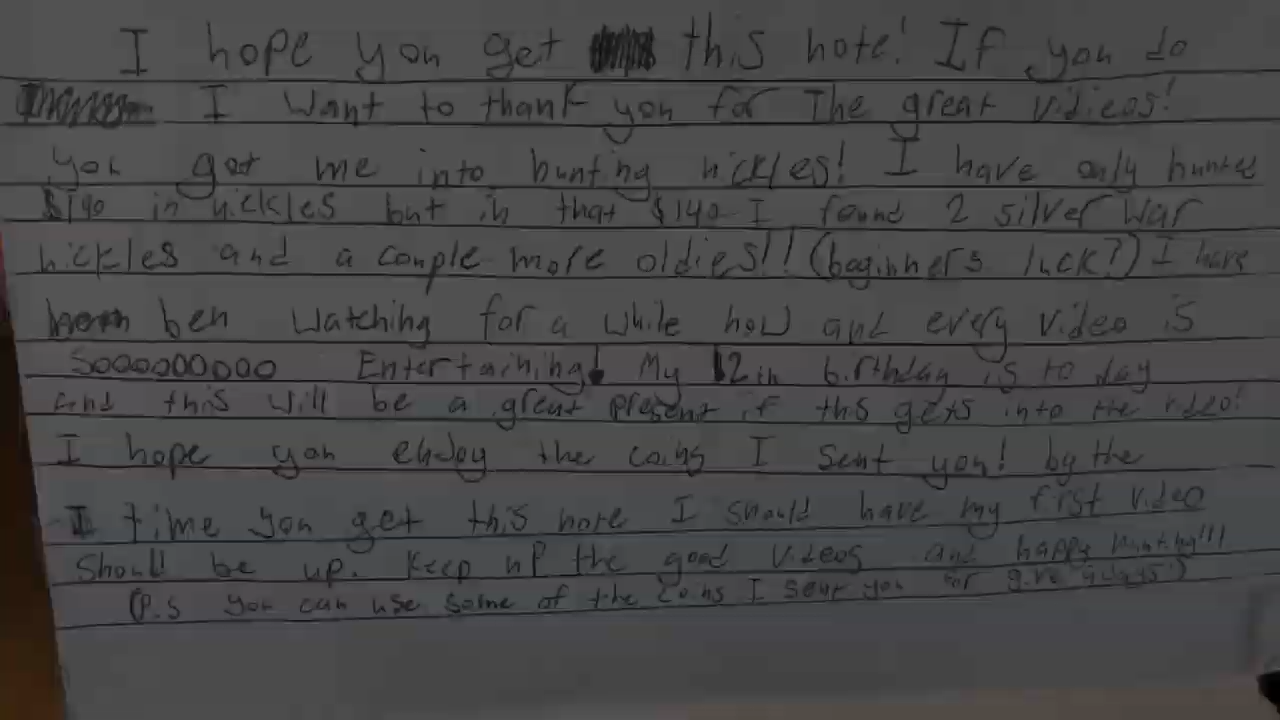 I hope you get this note! If you do
I want to thank you for The great vidieos!
you got me into hunting nickles! I have only hunted
$140 in nickles but in that $140 I found 2 silver war
nickles and a couple more oldies!! (beginners luck?) I have
ben watching for a while now and every video is
sooooooooo Entertaining! My 12th birthday is to day
and this will be a great present if this gets into the video!
I hope you enjoy the coins I sent you! by the
time you get this note I should have my first video
Should be up. Keep up the good videos and happy hunting!!!
(P.S you can use some of the coins I sent you for give aways!)